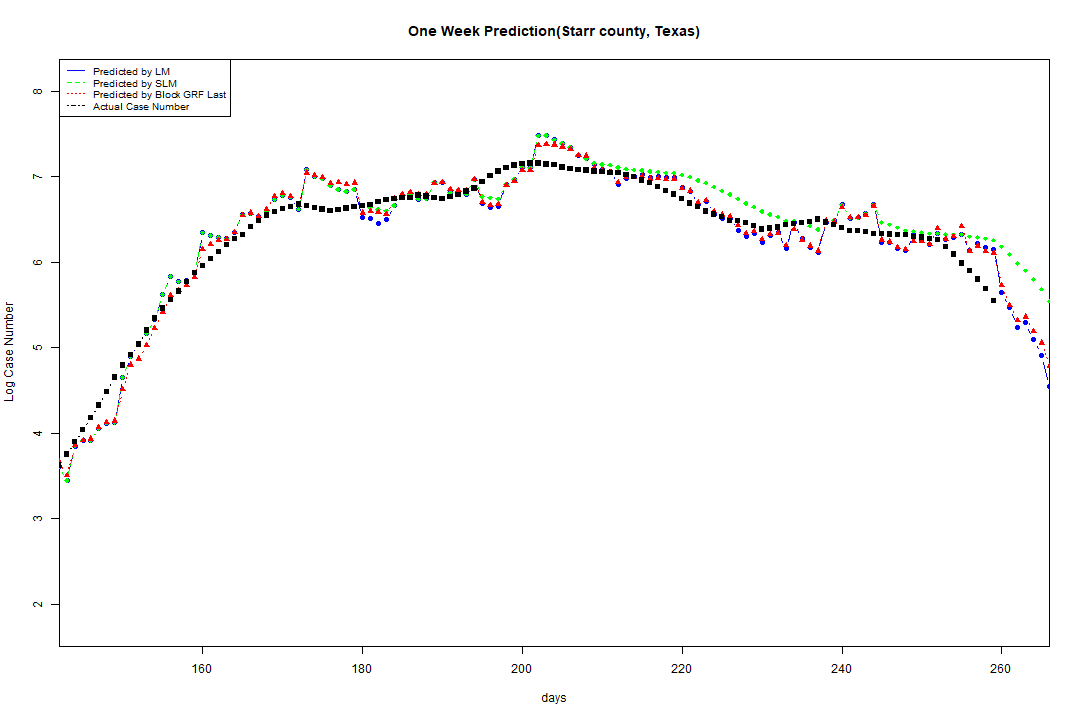 One Week Prediction(Starr county, Texas)
Predicted by LM
Predicted by SLM
Predicted by Block GRF Last
Actual Case Number
8
7
6
5
4
3
2
Log Case Number
160 180 200 220 240 260
days